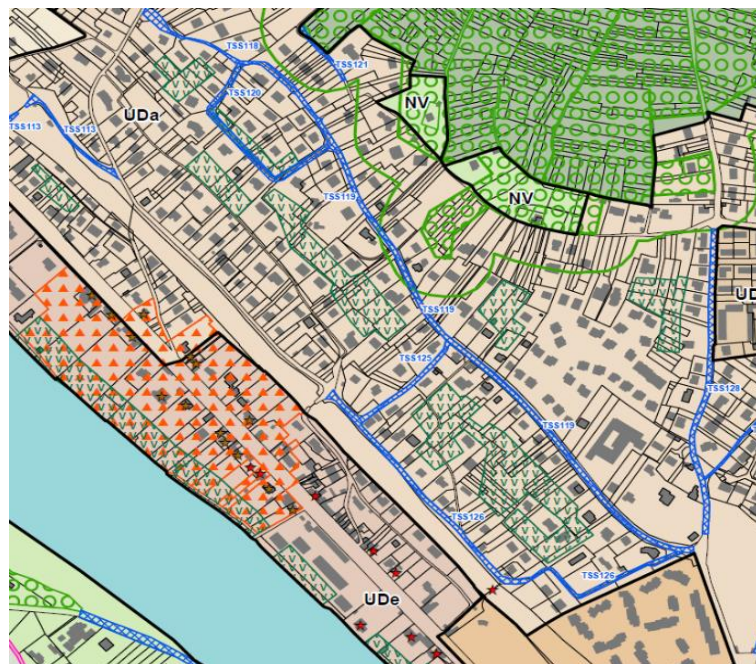 TSS118
TSS121
TSS120
NV
UDa
TSS113
TSS113
NV
TSS119
UD
TSS119
TSS125
TSS128
TSS119
TSS126
TSS126
UDe